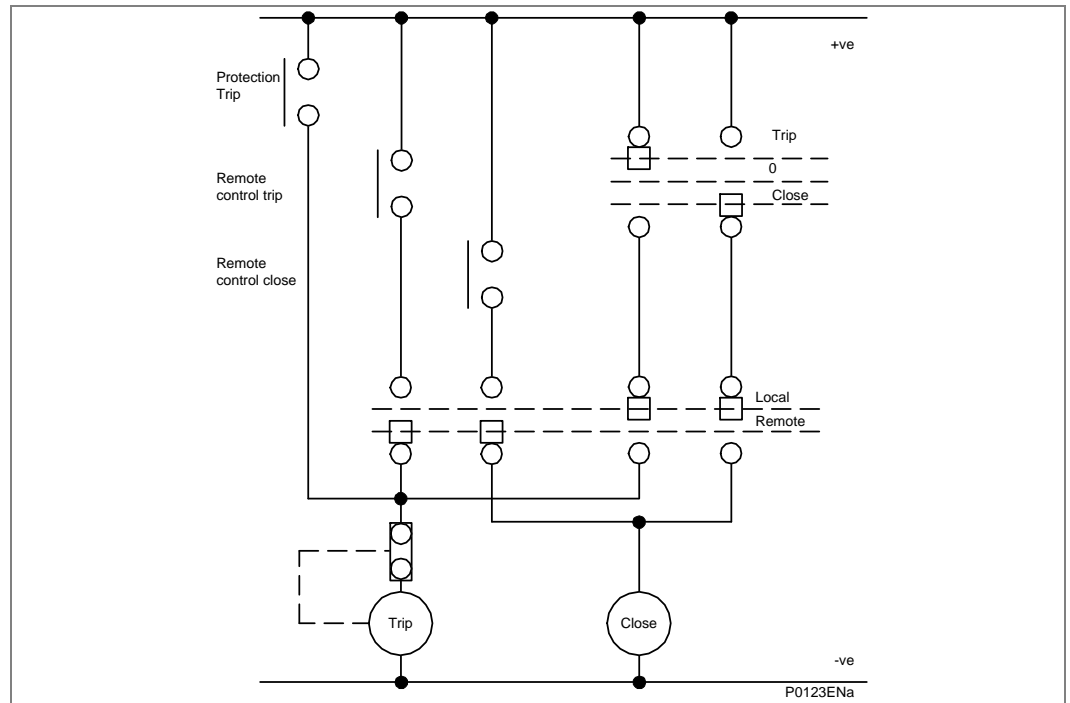 +ve
Protection
Trip
Trip
0
Remote
control trip
Close
Remote
control close
Local
Remote
Trip
Close
-ve
P0123ENa